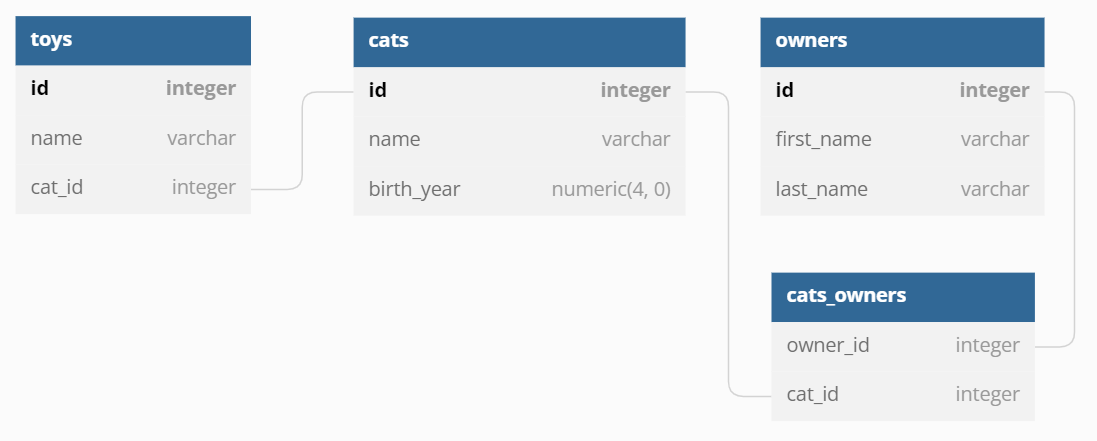 toys
id integer
name varchar
cat_id integer
cats
id integer
name varchar
birth_year numeric(4, 0)
owners
id integer
first_name varchar
last_name varchar
cats_owners
owner_id integer
cat_id integer